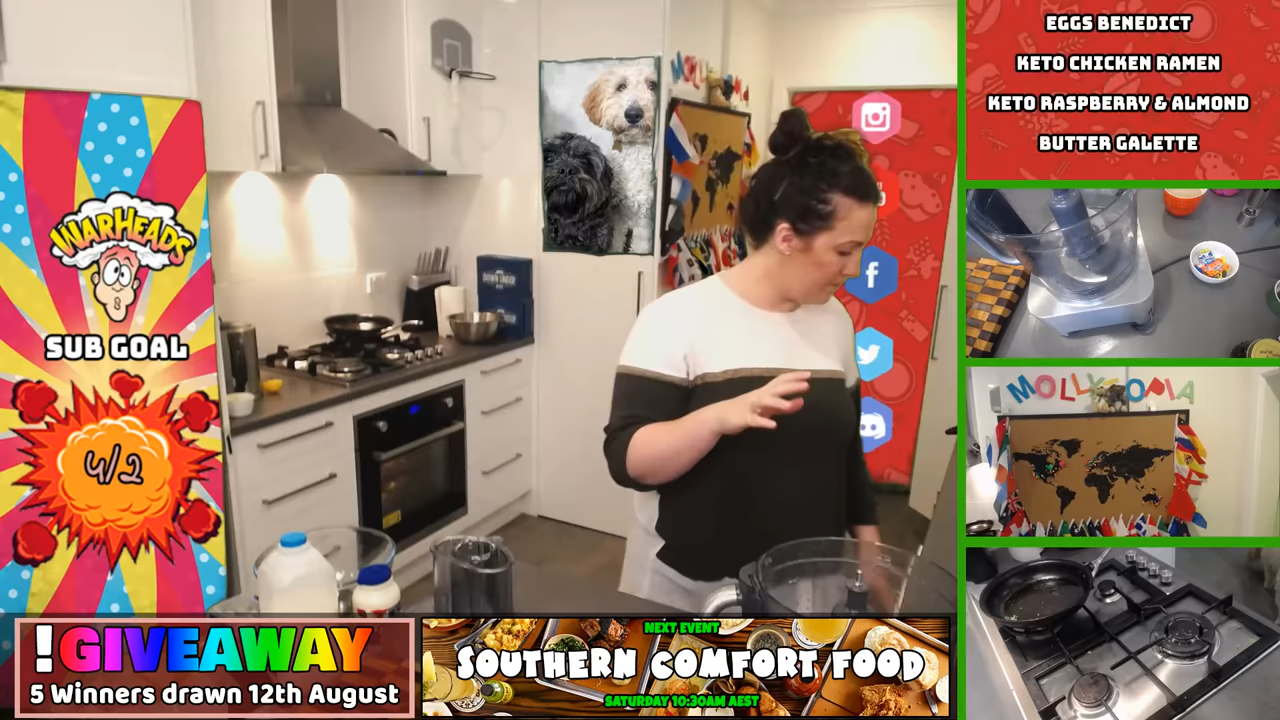 WARHEADS
SUB GOAL
4/2
!GIVEAWAY
5 Winners drawn 12th August
NEXT EVENT
SOUTHERN COMFORT FOOD
SATURDAY 10:30AM AEST
EGGS BENEDICT
KETO CHICKEN RAMEN
KETO RASPBERRY & ALMOND
BUTTER GALETTE